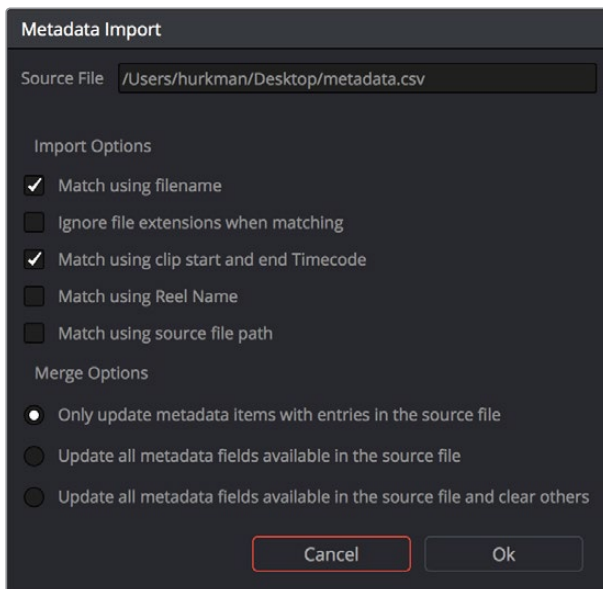 Metadata Import
Source File /Users/hurkman/Desktop/metadata.csv
Import Options
Match using filename
Ignore file extensions when matching
Match using clip start and end Timecode
Match using Reel Name
Match using source file path
Merge Options
Only update metadata items with entries in the source file
Update all metadata fields available in the source file
Update all metadata fields available in the source file and clear others
Cancel Ok